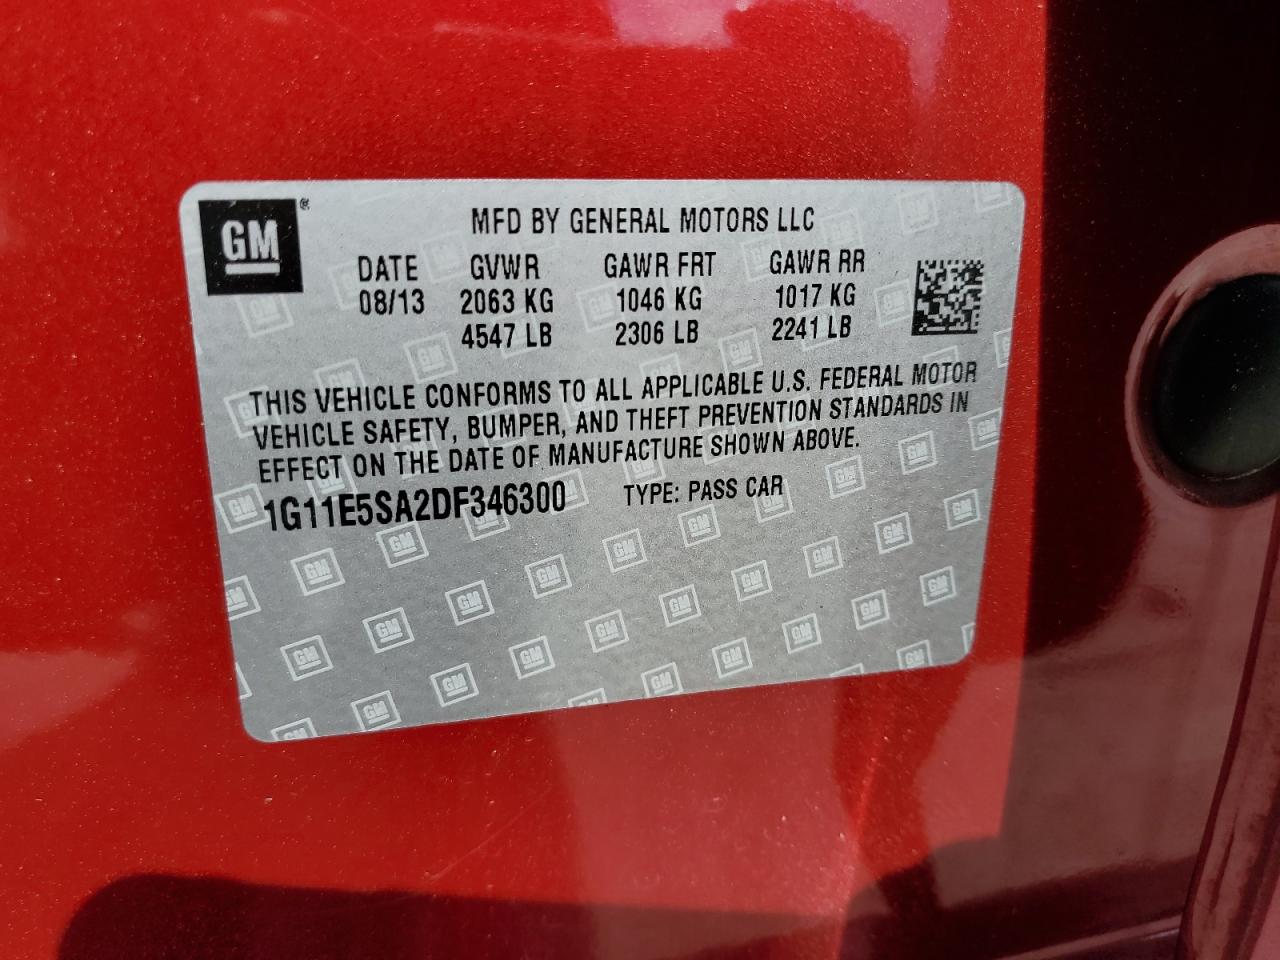 GM ®
MFD BY GENERAL MOTORS LLC
DATE GVWR GAWR FRT GAWR RR
08/13 2063 KG 1046 KG 1017 KG
4547 LB 2306 LB 2241 LB
THIS VEHICLE CONFORMS TO ALL APPLICABLE U.S. FEDERAL MOTOR
VEHICLE SAFETY, BUMPER, AND THEFT PREVENTION STANDARDS IN
EFFECT ON THE DATE OF MANUFACTURE SHOWN ABOVE.
1G11E5SA2DF346300 TYPE: PASS CAR